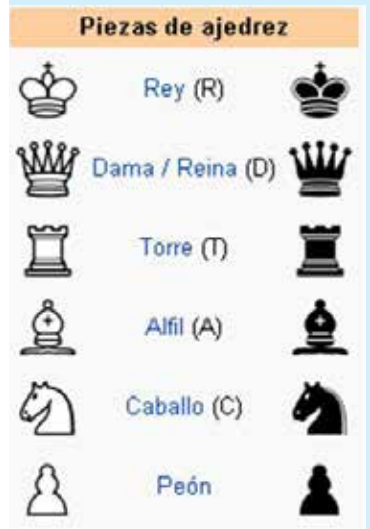 Piezas de ajedrez
Rey (R)
Dama / Reina (D)
Torre (T)
Alfil (A)
Caballo (C)
Peón